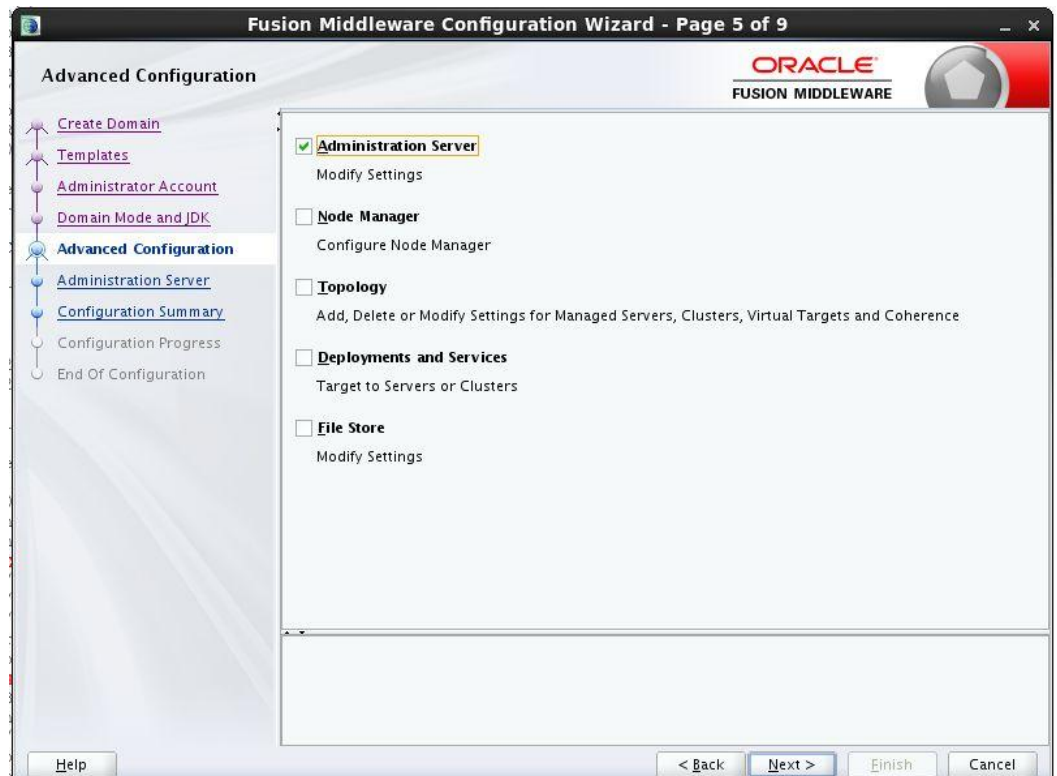 Fusion Middleware Configuration Wizard - Page 5 of 9
Advanced Configuration
ORACLE
FUSION MIDDLEWARE
Create Domain
Templates
Administrator Account
Domain Mode and JDK
Advanced Configuration
Administration Server
Configuration Summary
Configuration Progress
End Of Configuration
Administration Server
Modify Settings
Node Manager
Configure Node Manager
Topology
Add, Delete or Modify Settings for Managed Servers, Clusters, Virtual Targets and Coherence
Deployments and Services
Target to Servers or Clusters
File Store
Modify Settings
Help
< Back
Next >
Finish
Cancel